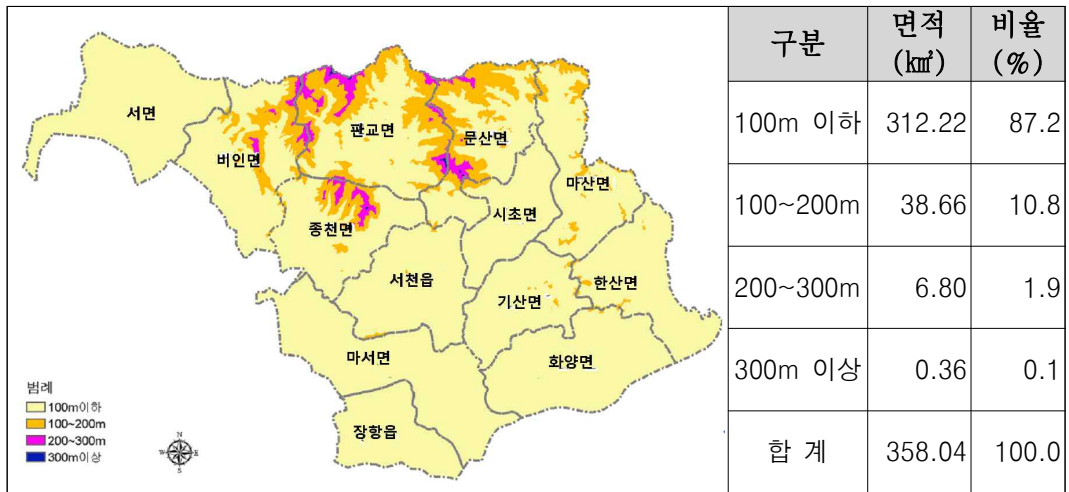 서면
비인면
판교면
문산면
마산면
종천면
시초면
서천읍
기산면
한산면
마서면
화양면
장항읍
범례
100m이하
100~200m
200~300m
300m이상
N
W E
S
구분 면적 (㎢) 비율 (%)
100m 이하 312.22 87.2
100~200m 38.66 10.8
200~300m 6.80 1.9
300m 이상 0.36 0.1
합 계 358.04 100.0